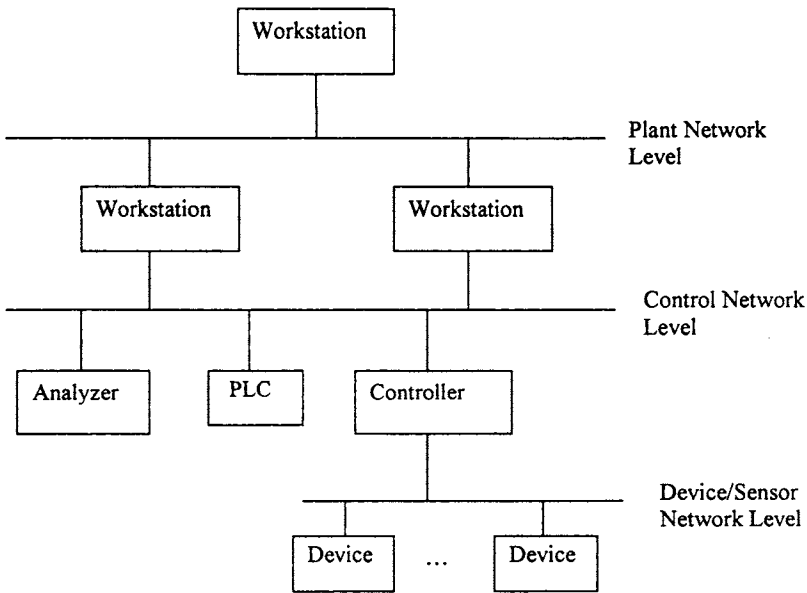 Workstation
Plant Network
Level
Workstation
Workstation
Control Network
Level
Analyzer
PLC
Controller
Device/Sensor
Network Level
Device
...
Device